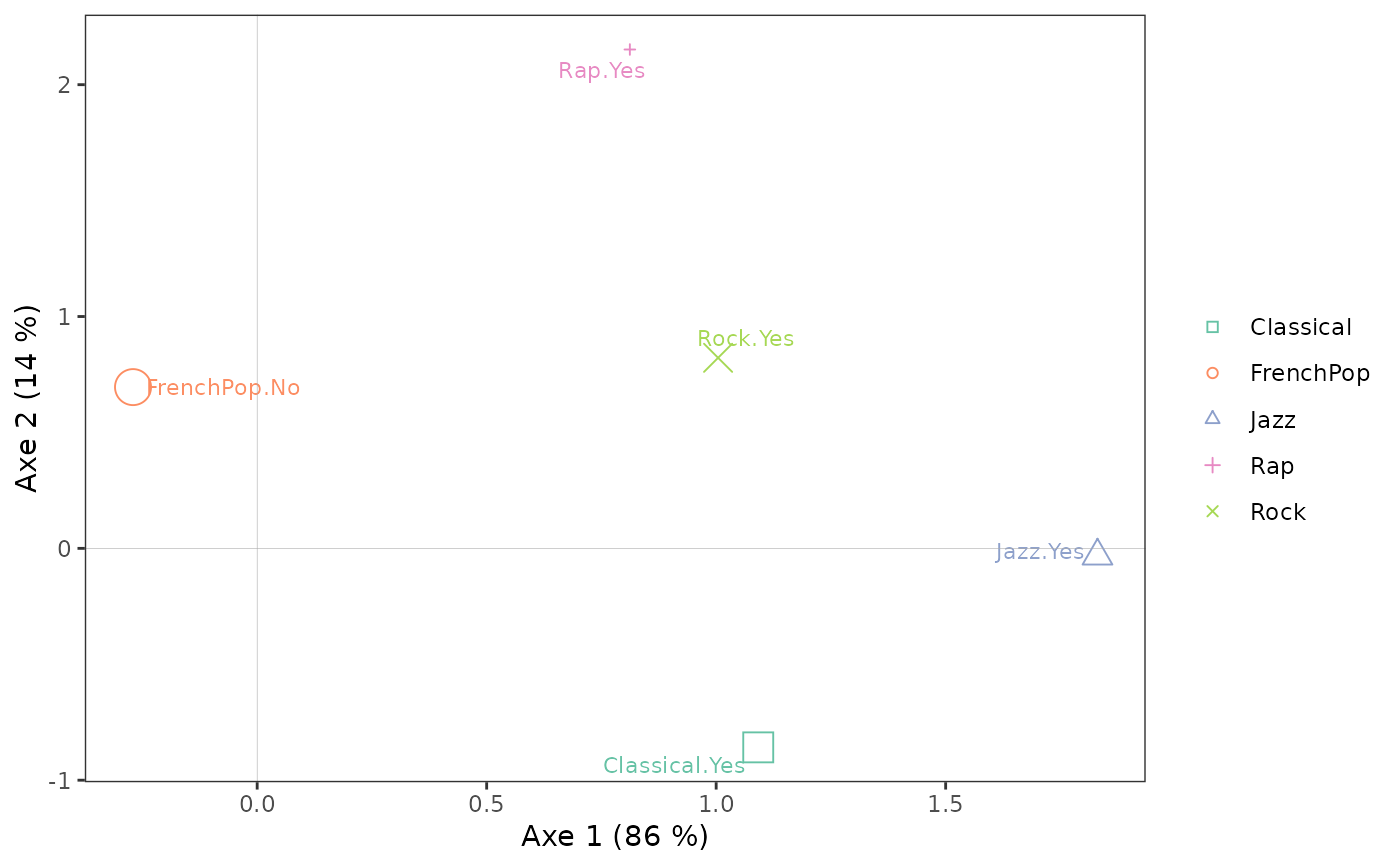 2
1
0
-1
Axe 2 (14 %)
Rap.Yes
Rock.Yes
FrenchPop.No
Jazz.Yes
Classical.Yes
0.0 0.5 1.0 1.5
Axe 1 (86 %)
Classical
FrenchPop
Jazz
Rap
Rock